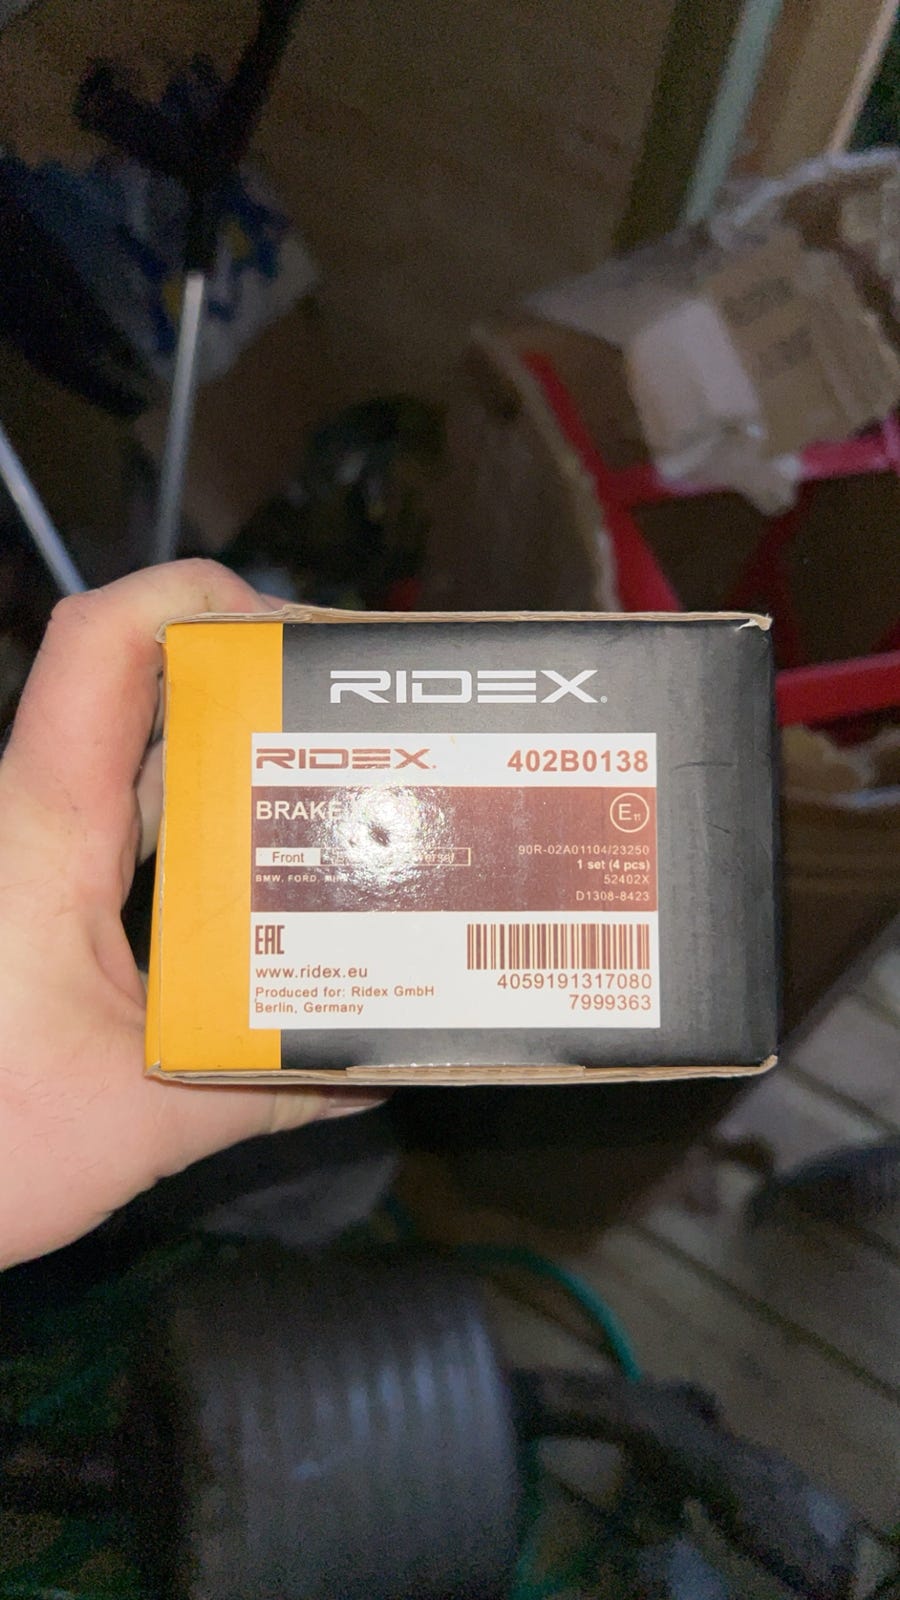 RIDEX®
RIDEX®
402B0138
BRAKE
E11
Front
90R-02A01104/23250
1 set (4 pcs)
BMW, FORD,
52402X
D1308-8423
EAC
www.ridex.eu
4059191317080
Produced for: Ridex GmbH
7999363
Berlin, Germany